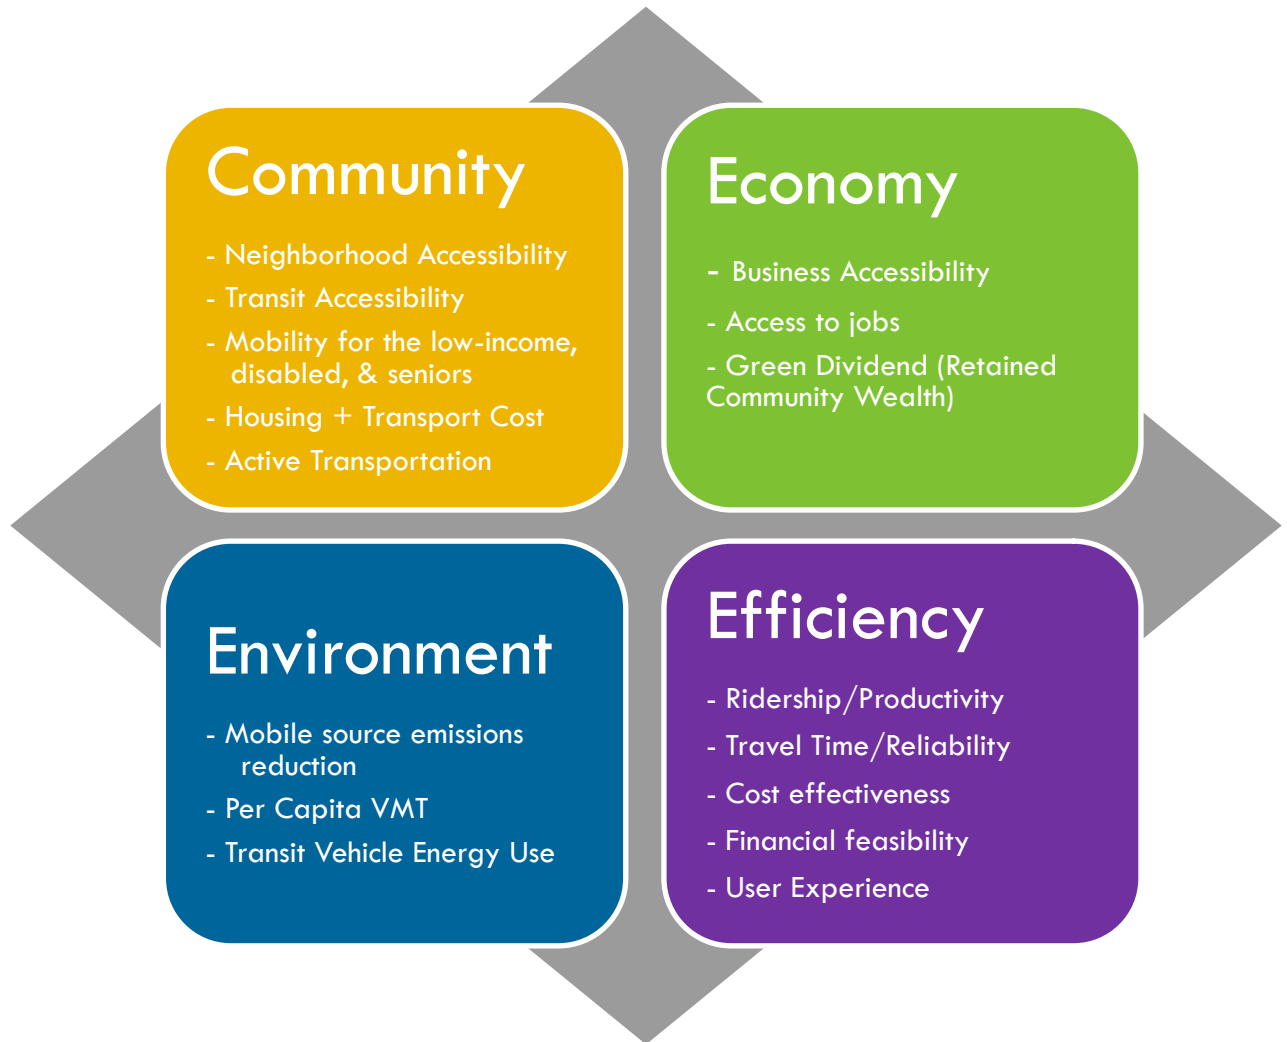 Community
- Neighborhood Accessibility
- Transit Accessibility
- Mobility for the low-income,
disabled, & seniors
- Housing + Transport Cost
- Active Transportation
Economy
- Business Accessibility
- Access to jobs
- Green Dividend (Retained
Community Wealth)
Environment
- Mobile source emissions
reduction
- Per Capita VMT
- Transit Vehicle Energy Use
Efficiency
- Ridership/Productivity
- Travel Time/Reliability
- Cost effectiveness
- Financial feasibility
- User Experience